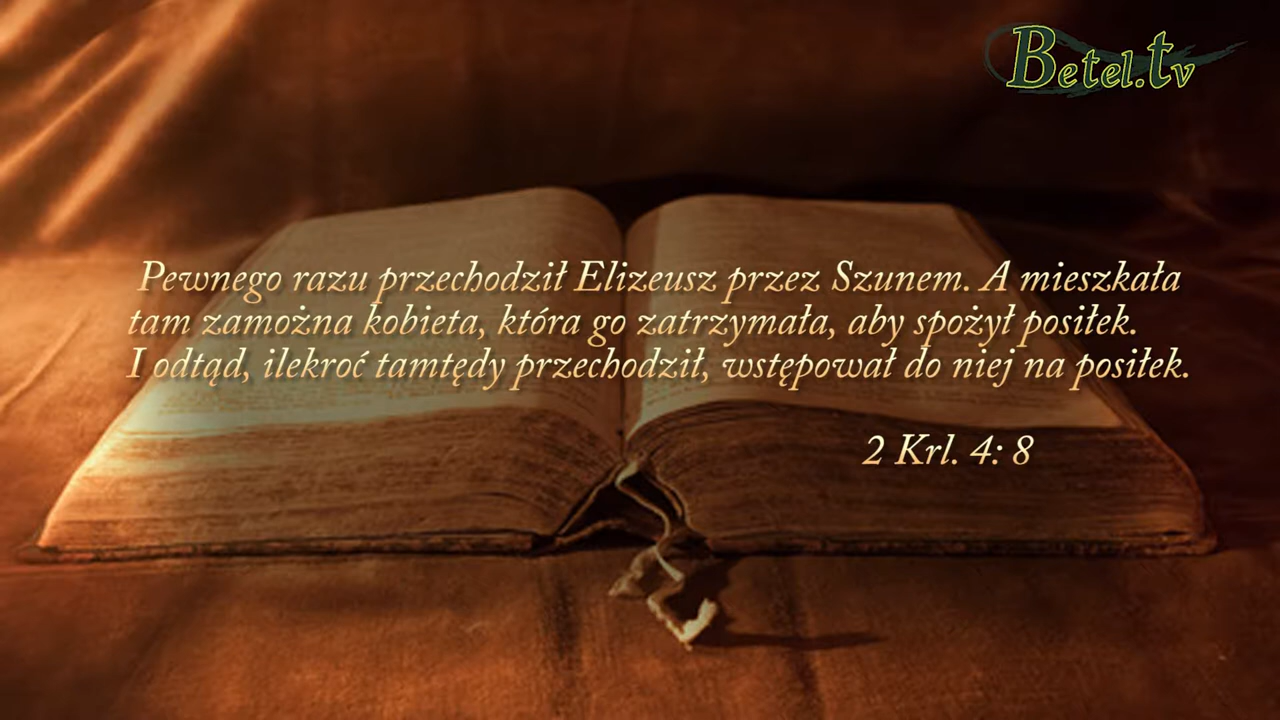 Betel.tv
Pewnego razu przechodził Elizeusz przez Szunem. A mieszkała
tam zamożna kobieta, która go zatrzymała, aby spożył posiłek.
I odtąd, ilekroć tamtędy przechodził, wstępował do niej na posiłek.
2 Krl. 4: 8